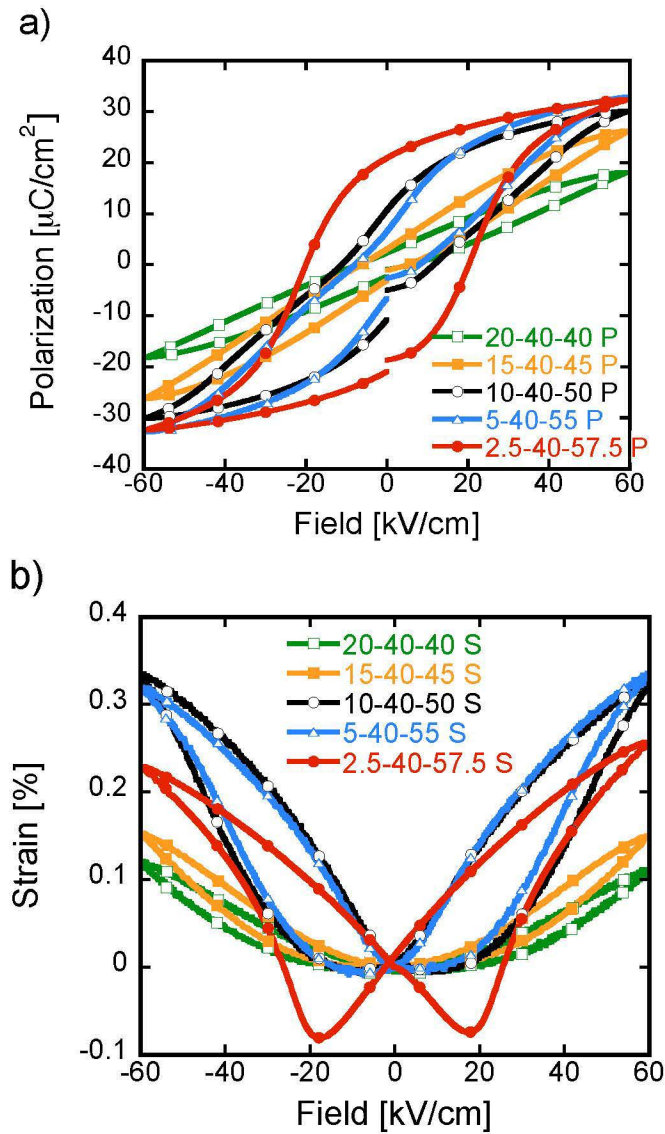 a)
40
30
20
10
0
-10
-20
-30
-40
Polarization [μC/cm²]
20-40-40 P
15-40-45 P
10-40-50 P
5-40-55 P
2.5-40-57.5 P
-60 -40 -20 0 20 40 60
Field [kV/cm]
b)
0.4
0.3
0.2
0.1
0
-0.1
Strain [%]
20-40-40 S
15-40-45 S
10-40-50 S
5-40-55 S
2.5-40-57.5 S
-60 -40 -20 0 20 40 60
Field [kV/cm]